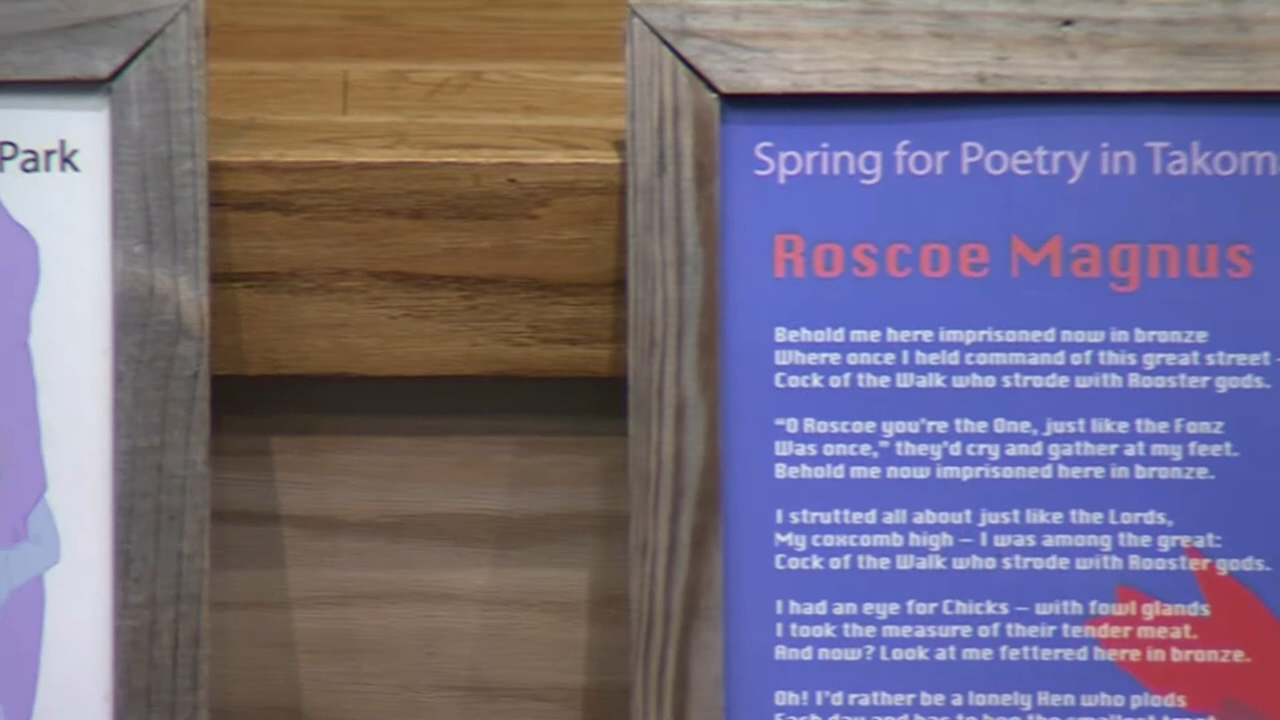 Park
Spring for Poetry in Takom
Roscoe Magnus
Behold me here imprisoned now in bronze
Where once I held command of this great street -
Cock of the Walk who strode with Rooster gods.
“O Roscoe you’re the One, just like the Fonz
Was once,” they’d cry and gather at my feet.
Behold me now imprisoned here in bronze.
I strutted all about just like the Lords,
My coxcomb high – I was among the great:
Cock of the Walk who strode with Rooster gods.
I had an eye for Chicks – with fowl glands
I took the measure of their tender meat.
And now? Look at me fettered here in bronze.
Oh! I’d rather be a lonely Hen who plods
Each day and has to